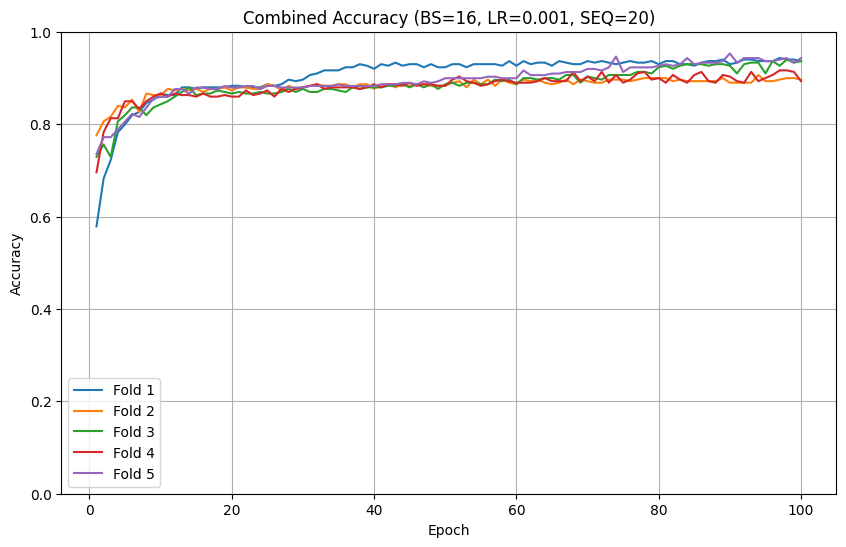 Combined Accuracy (BS=16, LR=0.001, SEQ=20)
1.0
0.8
0.6
0.4
0.2
0.0
Accuracy
Fold 1
Fold 2
Fold 3
Fold 4
Fold 5
0 20 40 60 80 100
Epoch